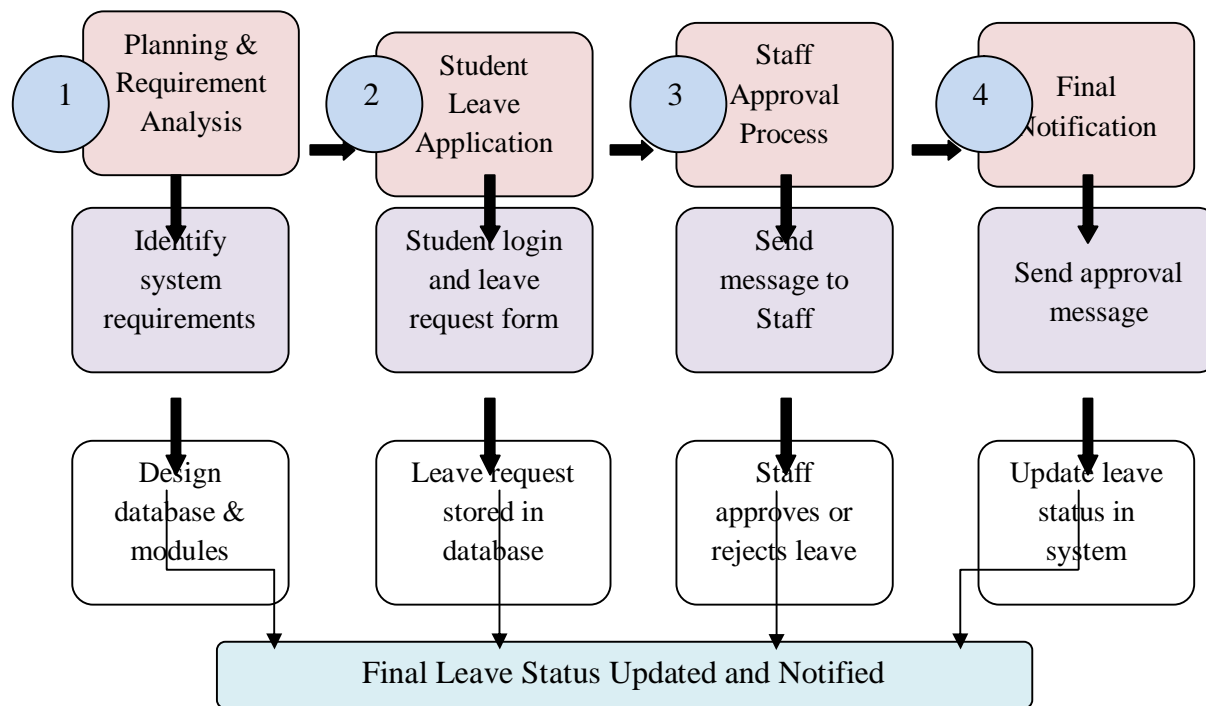 1
Planning &
Requirement
Analysis
2
Student
Leave
Application
3
Staff
Approval
Process
4
Final
Notification
Identify
system
requirements
Student login
and leave
request form
Send
message to
Staff
Send approval
message
Design
database &
modules
Leave request
stored in
database
Staff
approves or
rejects leave
Update leave
status in
system
Final Leave Status Updated and Notified